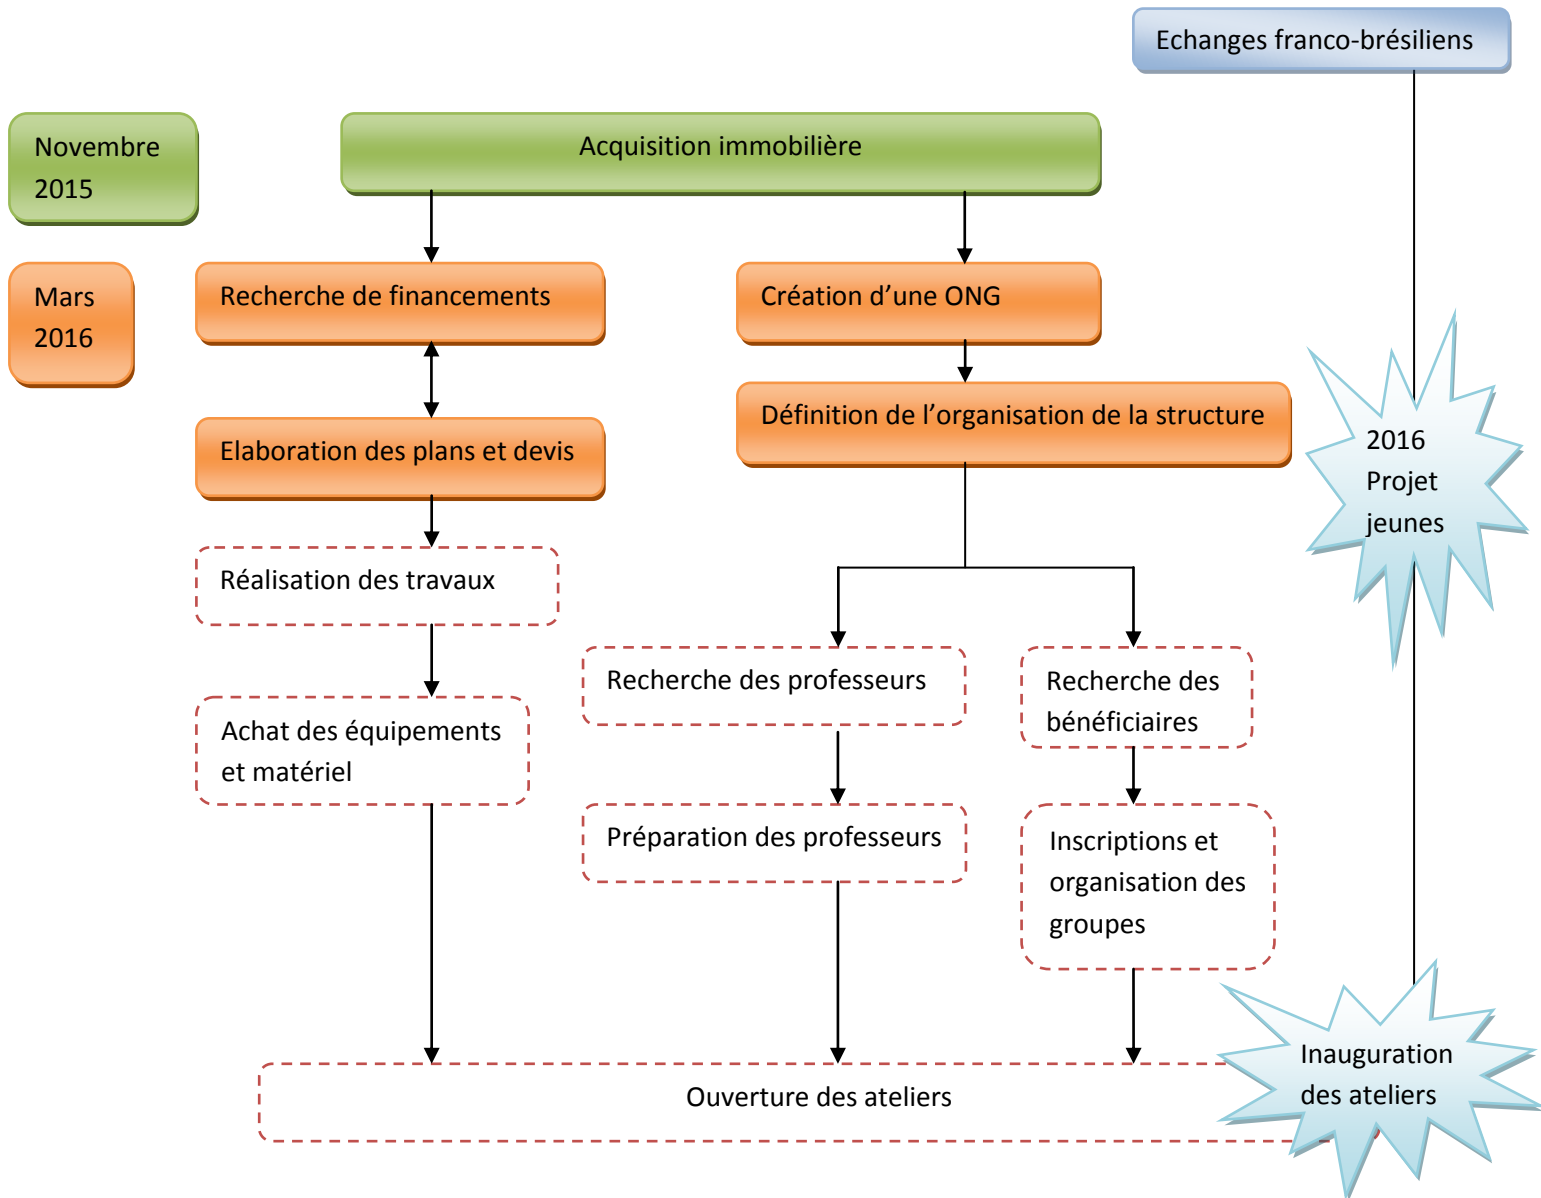 Echanges franco-brésiliens
Novembre
2015
Acquisition immobilière
Mars
2016
Recherche de financements
Création d’une ONG
Elaboration des plans et devis
Définition de l’organisation de la structure
2016
Projet
jeunes
Réalisation des travaux
Recherche des professeurs
Recherche des
bénéficiaires
Achat des équipements
et matériel
Préparation des professeurs
Inscriptions et
organisation des
groupes
Ouverture des ateliers
Inauguration
des ateliers